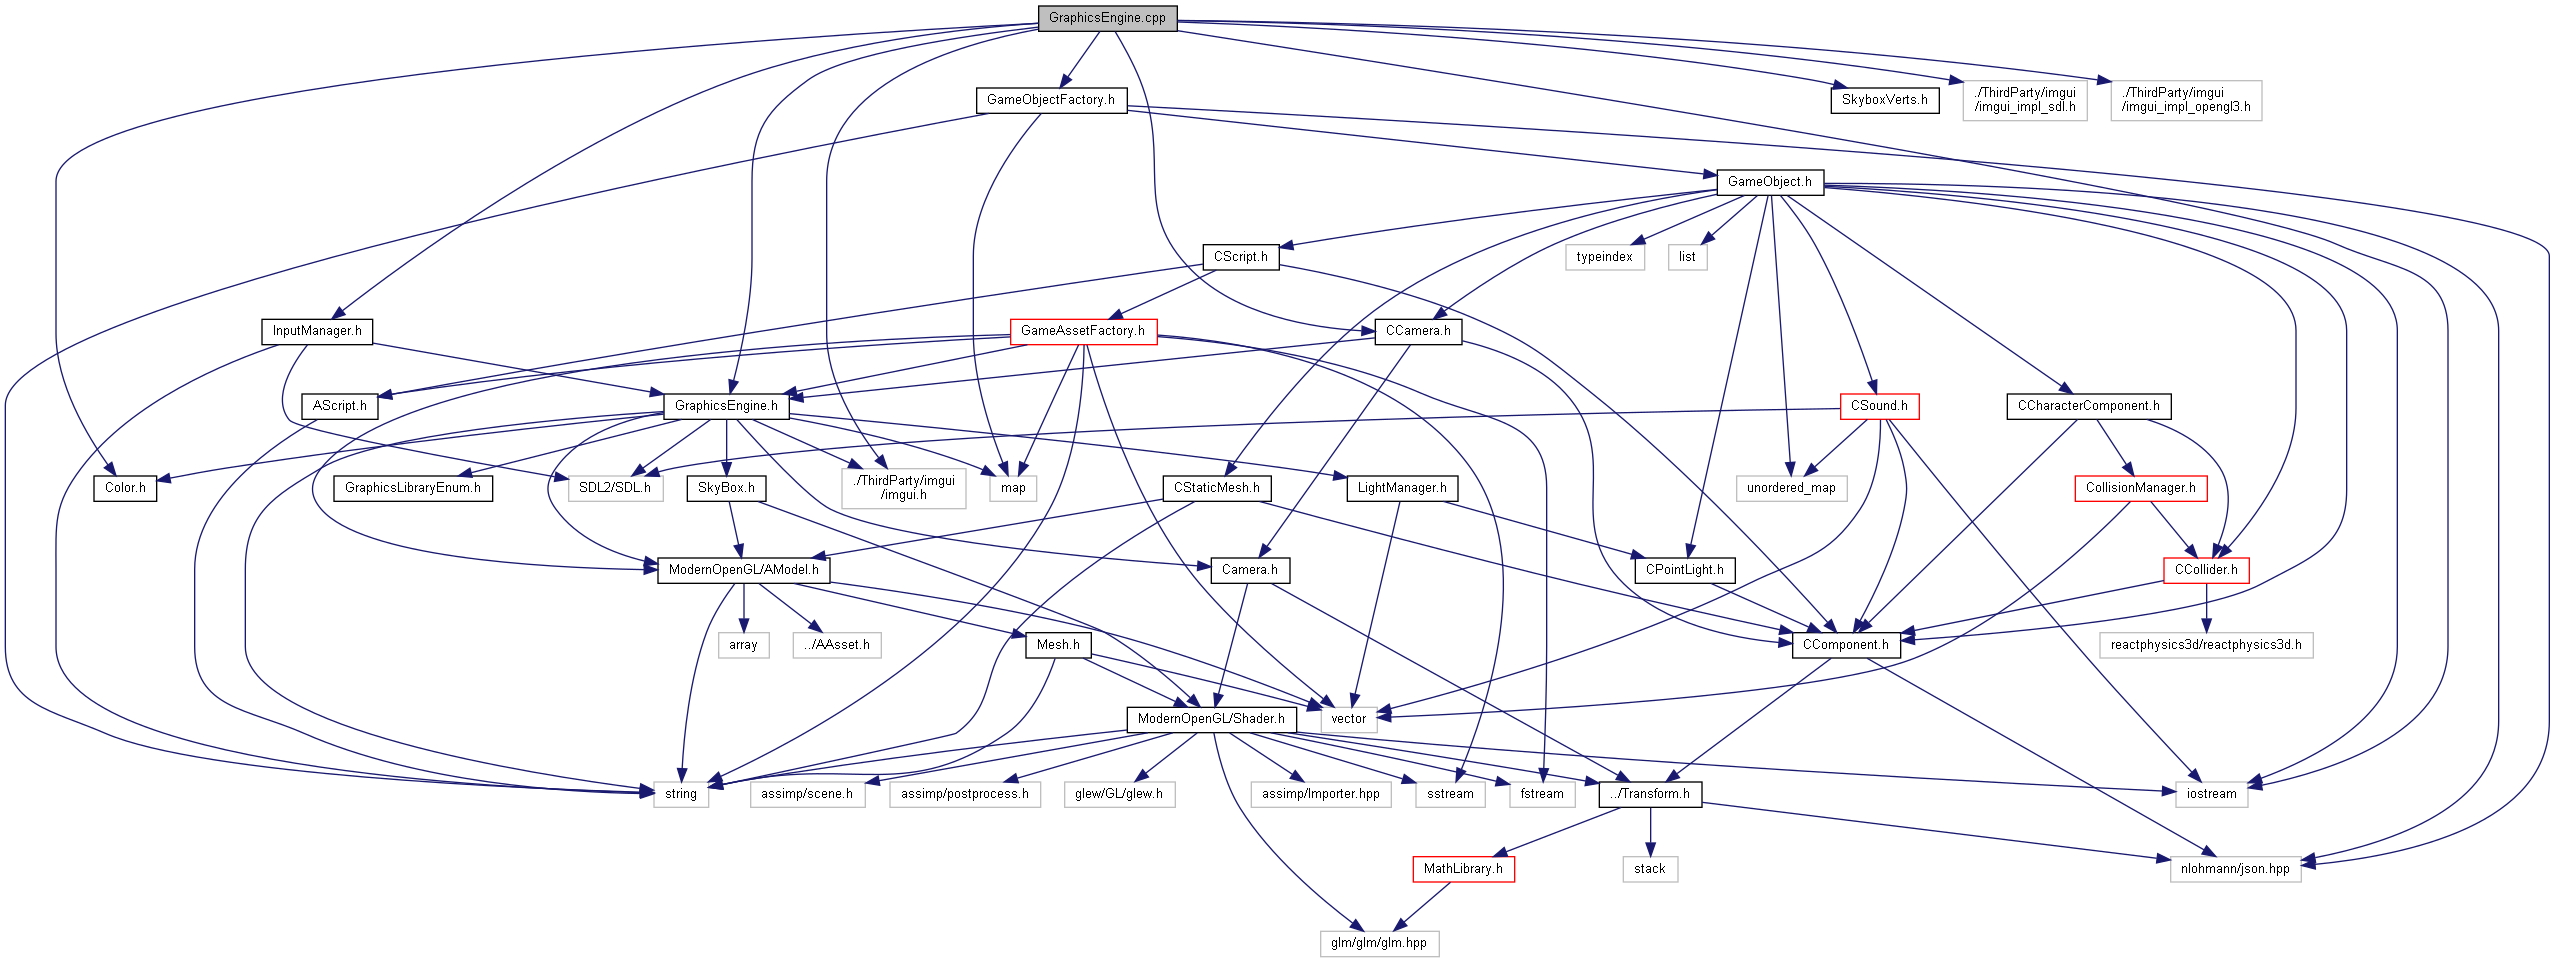 GraphicsEngine.cpp
GameObjectFactory.h
SkyboxVerts.h
./ThirdParty/imgui
/imgui_impl_sdl.h
./ThirdParty/imgui
/imgui_impl_opengl3.h
GameObject.h
CScript.h
typeindex
list
InputManager.h
GameAssetFactory.h
CCamera.h
AScript.h
GraphicsEngine.h
CSound.h
CCharacterComponent.h
Color.h
GraphicsLibraryEnum.h
SDL2/SDL.h
SkyBox.h
./ThirdParty/imgui
/imgui.h
map
CStaticMesh.h
LightManager.h
unordered_map
CollisionManager.h
ModernOpenGL/AModel.h
Camera.h
CPointLight.h
CCollider.h
array
../AAsset.h
Mesh.h
CComponent.h
reactphysics3d/reactphysics3d.h
ModernOpenGL/Shader.h
vector
string
assimp/scene.h
assimp/postprocess.h
glew/GL/glew.h
assimp/Importer.hpp
sstream
fstream
../Transform.h
iostream
MathLibrary.h
stack
nlohmann/json.hpp
glm/glm/glm.hpp